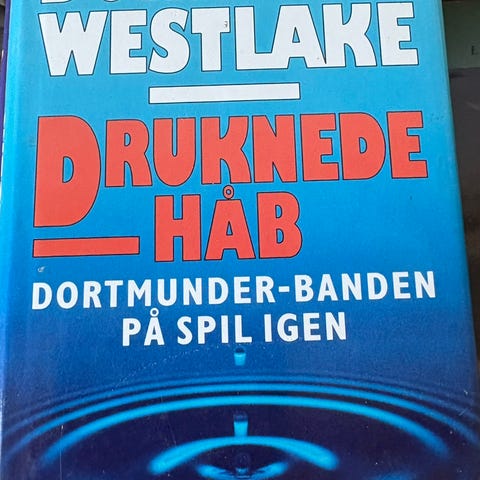 WESTLAKE
DRUKNEDE
HÅB
DORTMUNDER-BANDEN
PÅ SPIL IGEN